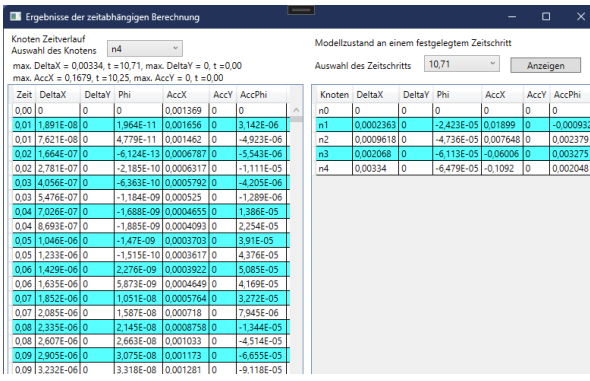 Ergebnisse der zeitabhängigen Berechnung
Knoten Zeitverlauf
Auswahl des Knotens n4
max. DeltaX = 0,00334, t =10,71, max. DeltaY = 0, t =0,00
max. AccX = 0,1679, t =10,25, max. AccY = 0, t =0,00
Zeit DeltaX DeltaY Phi AccX AccY AccPhi
0,00 0 0 0 0,001369 0 0
0,01 1,891E-08 0 1,964E-11 0,001656 0 3,142E-06
0,01 7,621E-08 0 4,779E-11 0,001462 0 -4,923E-06
0,02 1,664E-07 0 -6,124E-13 0,0006787 0 -5,543E-06
0,02 2,781E-07 0 -2,185E-10 0,0006317 0 -1,111E-05
0,03 4,056E-07 0 -6,363E-10 0,0005792 0 -4,205E-06
0,03 5,476E-07 0 -1,184E-09 0,000525 0 -1,289E-06
0,04 7,026E-07 0 -1,688E-09 0,0004655 0 1,386E-05
0,04 8,693E-07 0 -1,885E-09 0,0004093 0 2,254E-05
0,05 1,046E-06 0 -1,47E-09 0,0003703 0 3,91E-05
0,05 1,233E-06 0 -1,515E-10 0,0003617 0 4,376E-05
0,06 1,429E-06 0 2,276E-09 0,0003922 0 5,085E-05
0,06 1,635E-06 0 5,873E-09 0,0004649 0 4,169E-05
0,07 1,852E-06 0 1,051E-08 0,0005764 0 3,272E-05
0,07 2,085E-06 0 1,587E-08 0,000718 0 7,945E-06
0,08 2,335E-06 0 2,145E-08 0,0008758 0 -1,344E-05
0,08 2,607E-06 0 2,663E-08 0,001033 0 -4,514E-05
0,09 2,905E-06 0 3,075E-08 0,001173 0 -6,655E-05
0,09 3,232E-06 0 3,318E-08 0,001281 0 -9,118E-05
Modellzustand an einem festgelegtem Zeitschritt
Auswahl des Zeitschritts 10,71 Anzeigen
Knoten DeltaX DeltaY Phi AccX AccY AccPhi
n0 0 0 0 0 0 0
n1 0,0002363 0 -2,423E-05 0,01899 0 -0,000932
n2 0,0009618 0 -4,736E-05 0,007648 0 0,002379
n3 0,002068 0 -6,113E-05 -0,06006 0 0,003275
n4 0,00334 0 -6,479E-05 -0,1092 0 0,002048